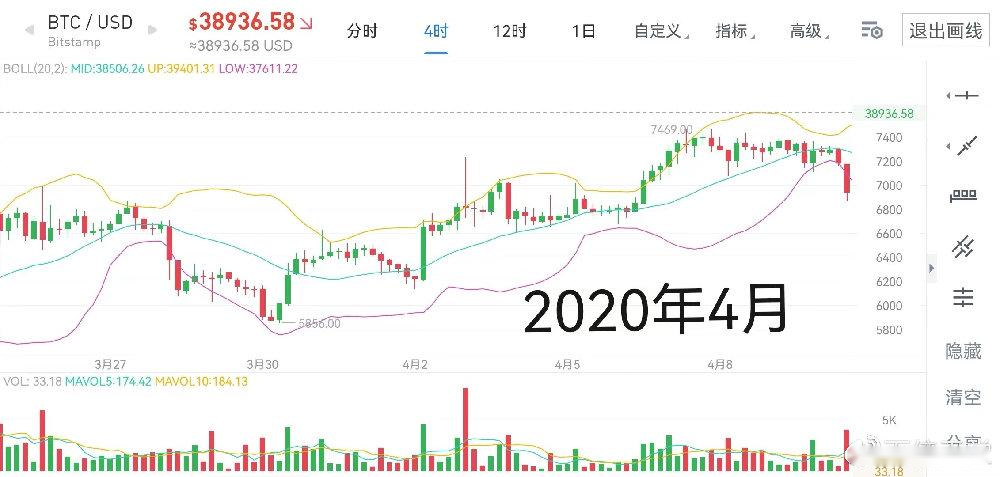 BTC / USD
Bitstamp
$38936.58
≈38936.58 USD
分时
4时
12时
1日
自定义
指标
高级
退出画线
BOLL(20,2): MID:38506.26 UP:39401.31 LOW:37611.22
38936.58
7469.00
7400
7200
7000
6800
6600
6400
6200
6000
5800
5856.00
2020年4月
3月27
3月30
4月2
4月5
4月8
隐藏
清空
VOL: 33.18 MAVOL5:174.42 MAVOL10:184.13
5K
33.18